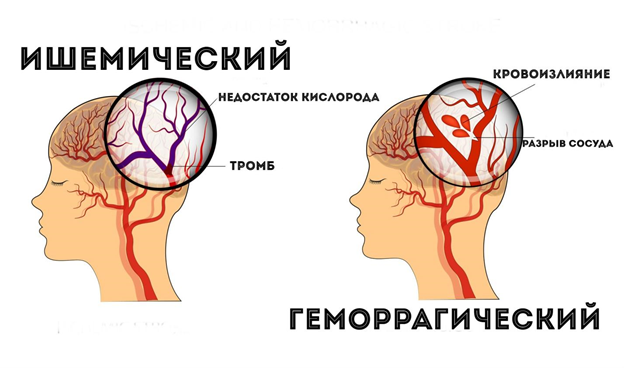 ИШЕМИЧЕСКИЙ
НЕДОСТАТОК КИСЛОРОДА
ТРОМБ
КРОВОИЗЛИЯНИЕ
РАЗРЫВ СОСУДА
ГЕМОРРАГИЧЕСКИЙ